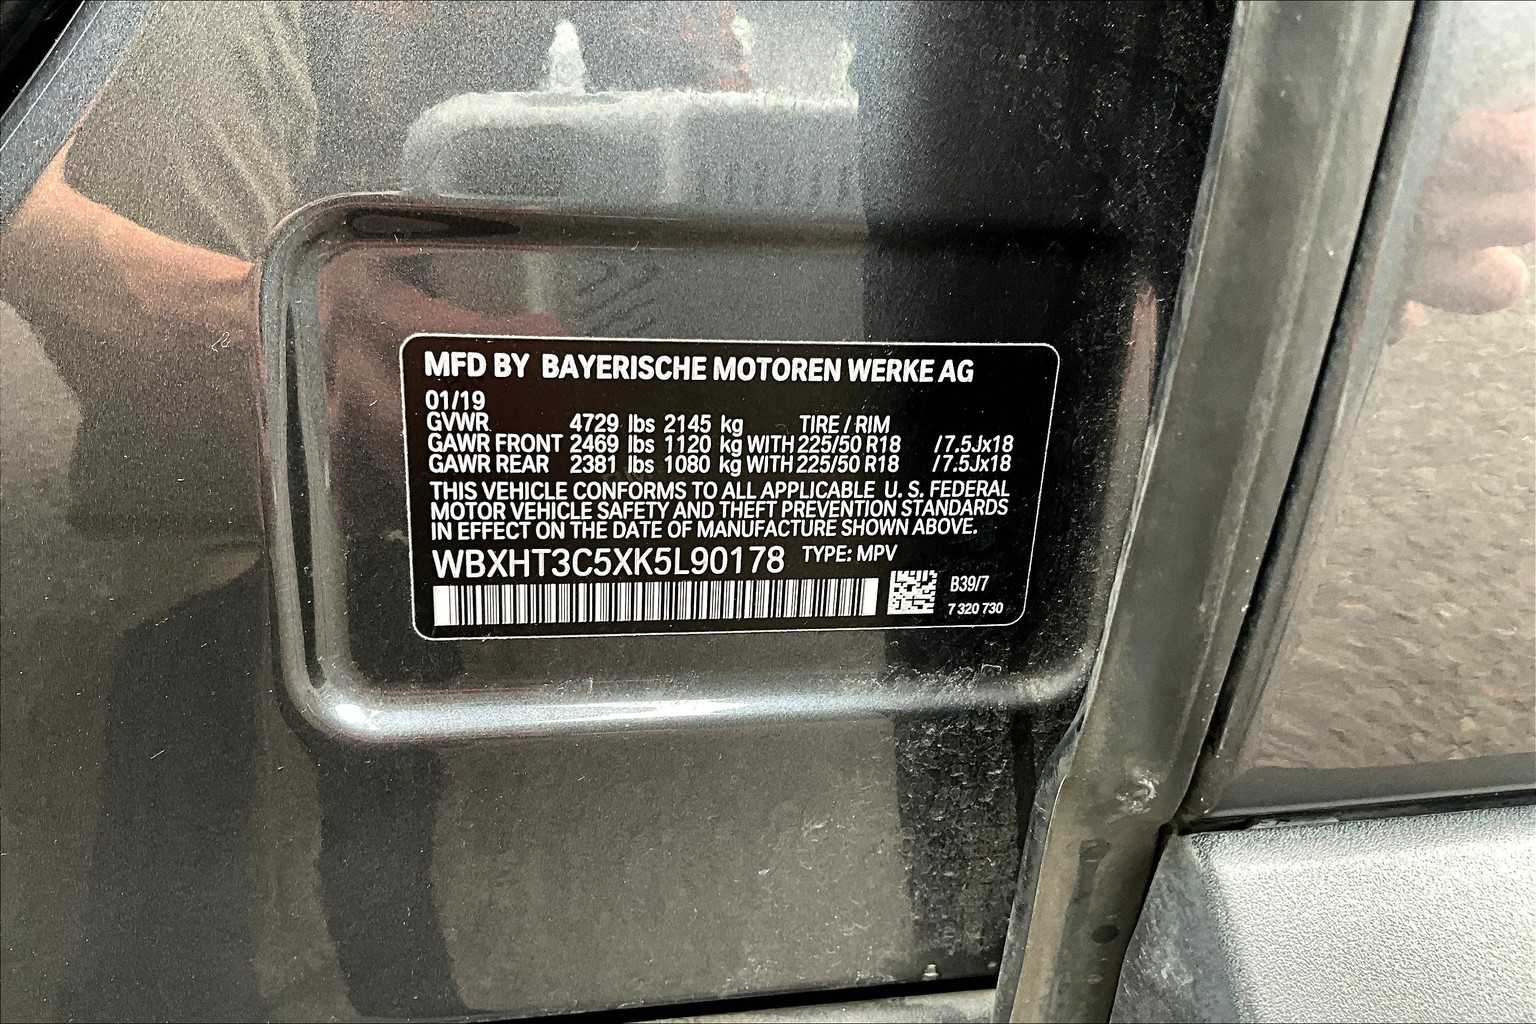 MFD BY BAYERISCHE MOTOREN WERKE AG
01/19
GVWR 4729 lbs 2145 kg TIRE / RIM
GAWR FRONT 2469 lbs 1120 kg WITH 225/50 R18 / 7.5Jx18
GAWR REAR 2381 lbs 1080 kg WITH 225/50 R18 / 7.5Jx18
THIS VEHICLE CONFORMS TO ALL APPLICABLE U. S. FEDERAL
MOTOR VEHICLE SAFETY AND THEFT PREVENTION STANDARDS
IN EFFECT ON THE DATE OF MANUFACTURE SHOWN ABOVE.
WBXHT3C5XK5L90178 TYPE: MPV
B39/7
7 320 730